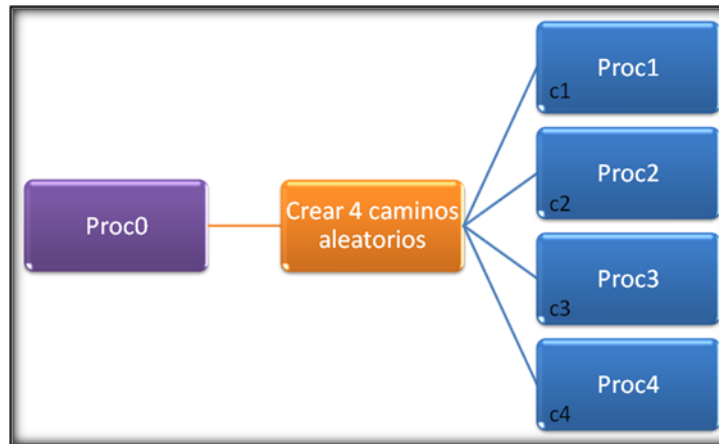 Proc0
Crear 4 caminos
aleatorios
Proc1
c1
Proc2
c2
Proc3
c3
Proc4
c4